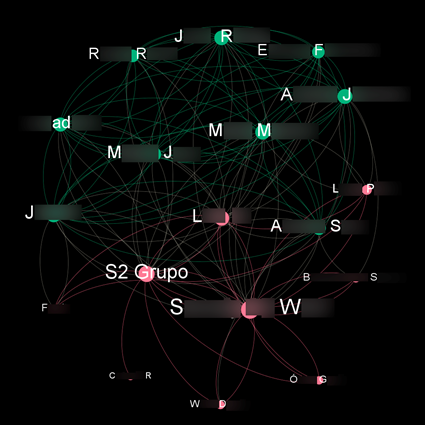 J R
R R
E F
A J
ad
M M
M J
L P
J
L
A S
S2 Grupo
B S
F
S W
C R
Ö G
W D